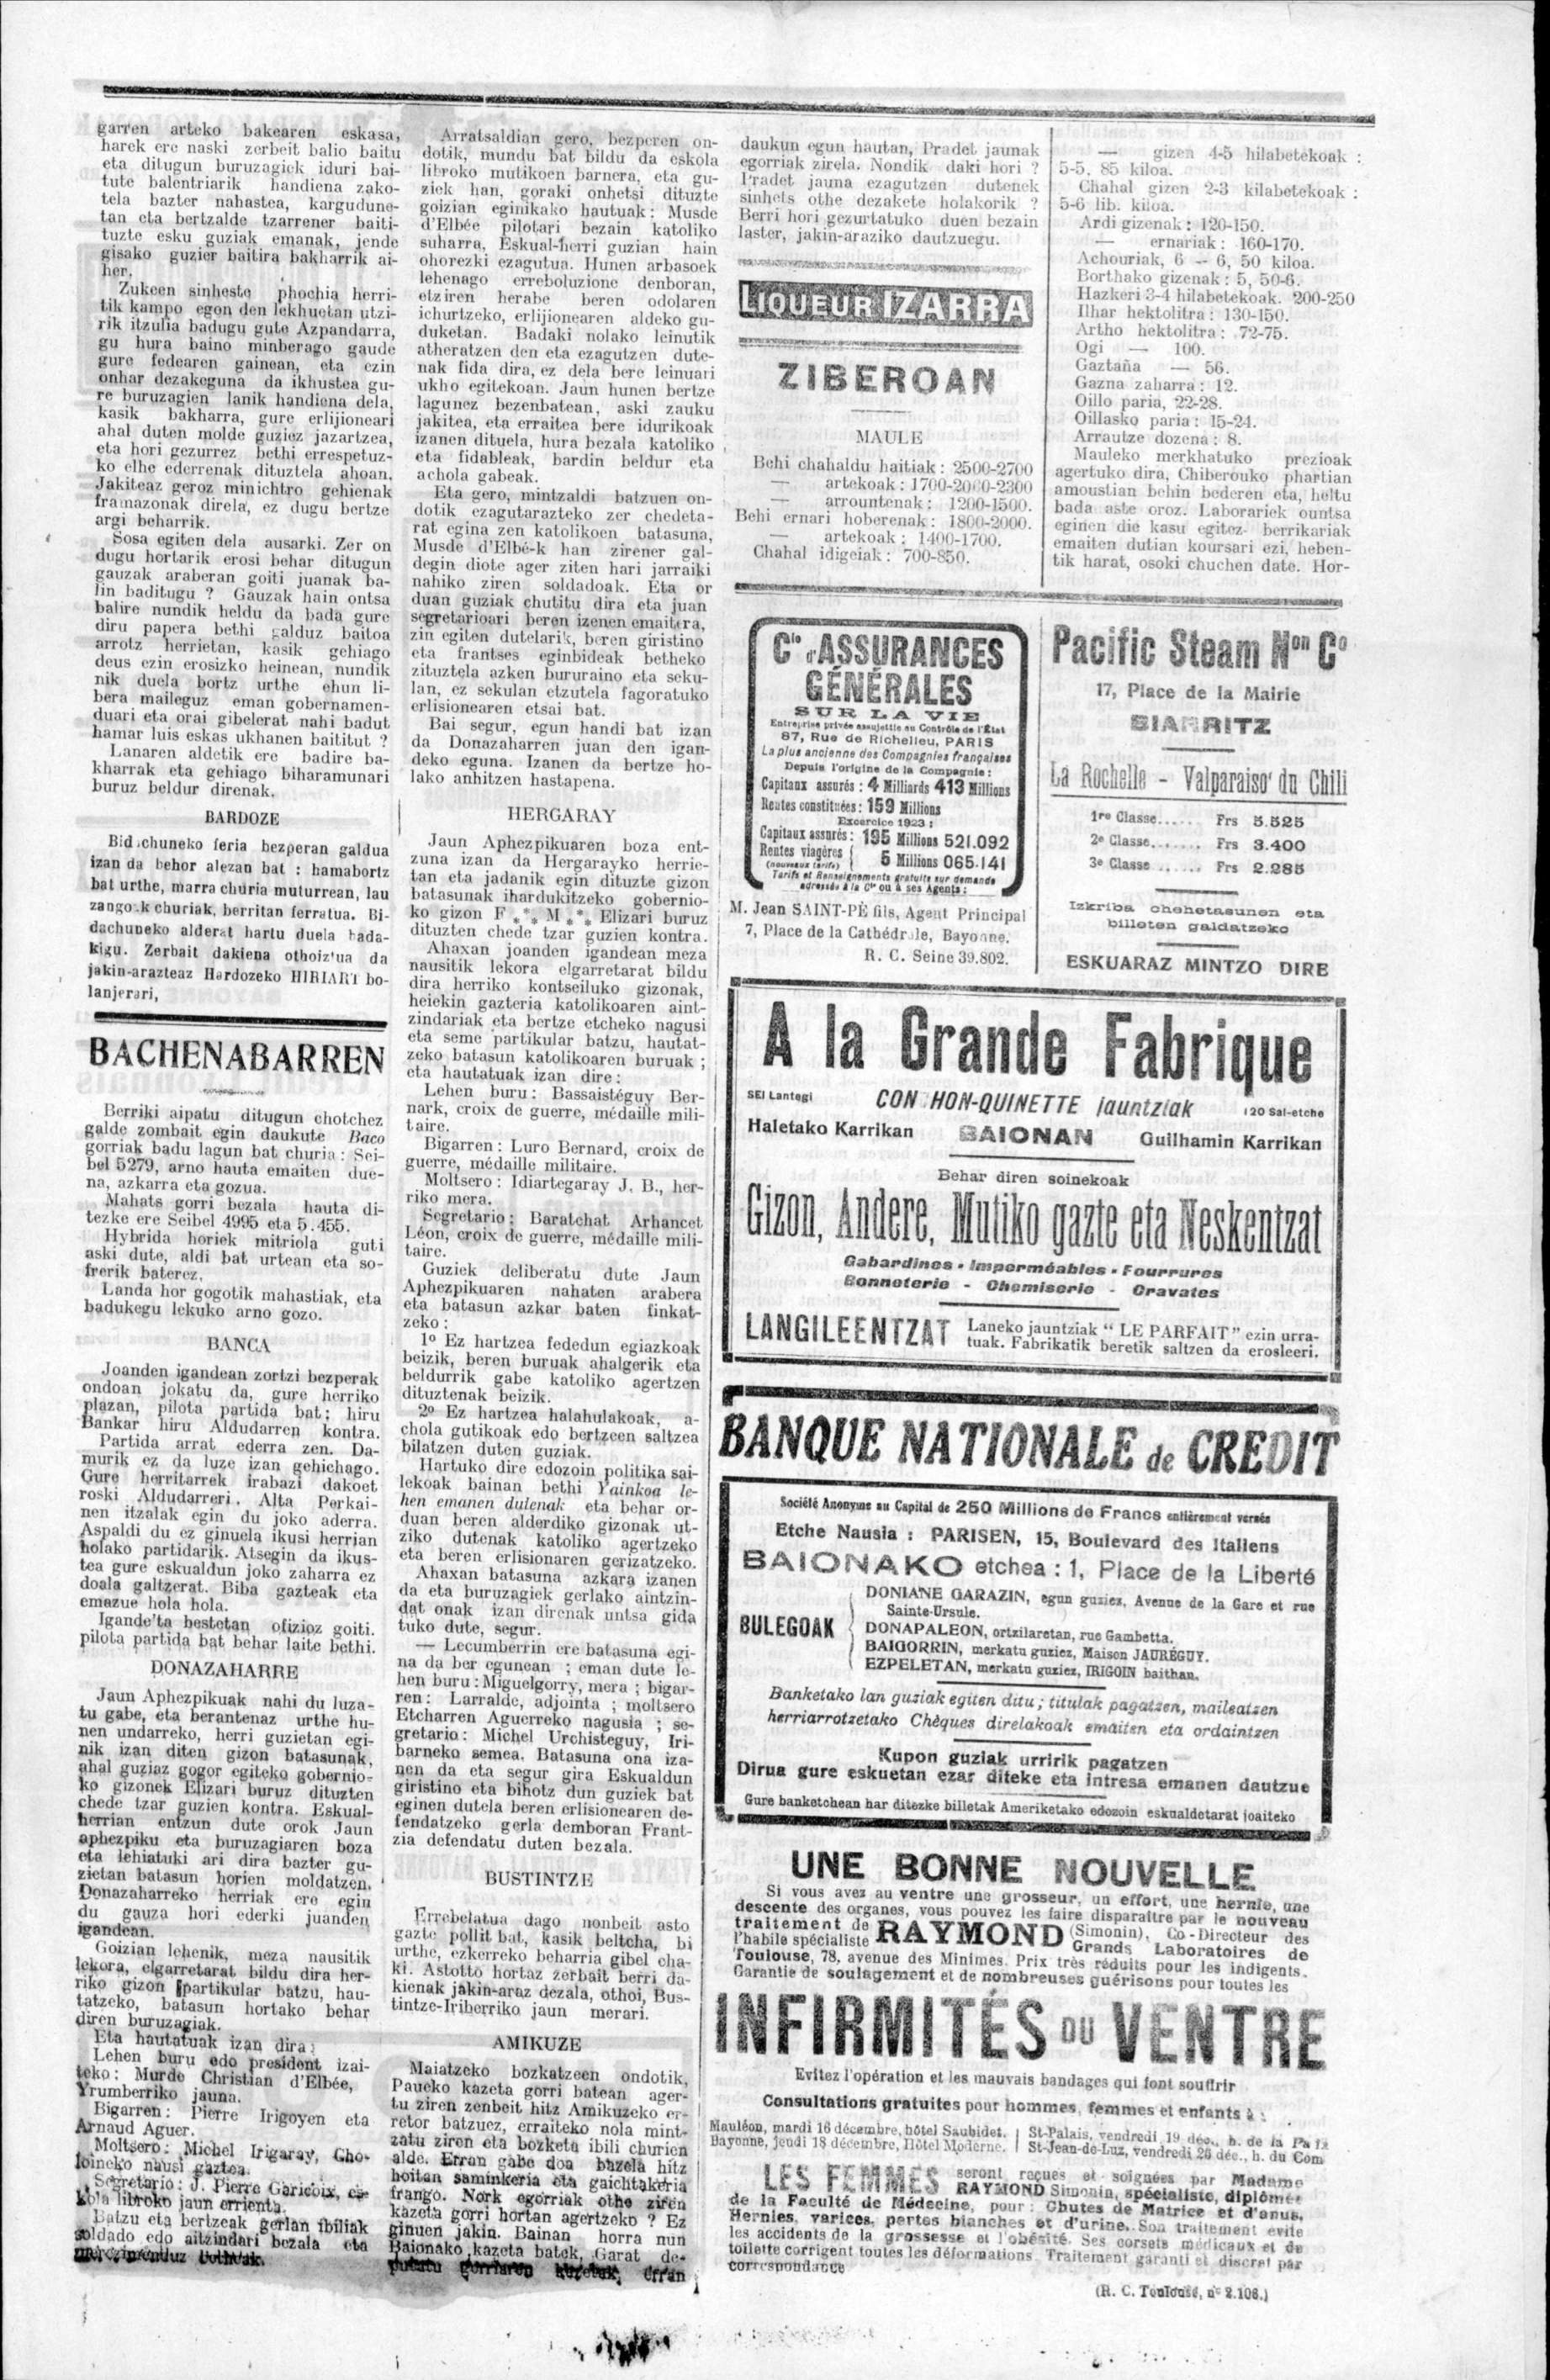 garren arteko bakearen eskasa,
harek ere naski zerbeit balio baitu
eta ditugun buruzagiek iduri bai-
tute balentriarik handiena zako-
tela bazter nahastea, kargudune-
tan eta bertzalde tzarrener baiti-
tuzte esku guziak emanak, jende
gisako guzier baitira bakharrik ai-
her.
Zukeen sinheste phochia herri-
tik kampo egon den lekhuetan utzi-
rik itzulia badugu gute Azpandarra,
gu hura baino minberago gaude
gure fedearen gainean, eta ezin
onhar dezakeguna da ikhustea gu-
re buruzagien lanik handiena dela,
kasik bakharra, gure erlijioneari
ahal duten molde guziez jazartzea,
eta hori gezurrez bethi errespetuz-
ko elhe ederrenak dituztela ahoan.
Jakiteaz geroz minichtro gehienak
framazonak direla, ez dugu bertze
argi beharrik.
Sosa egiten dela ausarki. Zer on
dugu hortarik erosi behar ditugun
gauzak araberan goiti juanak ba-
lin baditugu ? Gauzak hain ontsa
balire nundik heldu da bada gure
diru papera bethi galduz baitoa
arrotz herrietan, kasik gehiago
deus ezin erosizko heinean, nundik
nik duela bortz urthe ehun li-
bera maileguz eman gobernamen-
duari eta orai gibelerat nahi badut
hamar luis eskas ukhanen baititut ?
Lanaren aldetik ere badire ba-
kharrak eta gehiago biharamunari
buruz beldur direnak.
BARDOZE
Bidachuneko feria bezperan galdua
izan da behor alezan bat : hamabortz
bat urthe, marra churia muturrean, lau
zangoak churiak, berritan ferratua. Bi-
dachuneko alderat hartu duela bada-
kigu. Zerbait dakiena othoiztua da
jakin-arazteaz Bardozeko HIRIART bo-
lanjerari.
BACHENABARREN
Berriki aipatu ditugun chotchez
galde zombait egin daukute Baco
gorriak badu lagun bat churia : Sei-
bel 5279, arno hauta emaiten due-
na, azkarra eta gozua.
Mahats gorri bezala hauta di-
tezke ere Seibel 4995 eta 5.455.
Hybrida horiek mitriola guti
aski dute, aldi bat urtean eta so-
frerik baterez.
Landa hor gogotik mahastiak, eta
badukegu lekuko arno gozo.
BANCA
Joanden igandean zortzi bezperak
ondoan jokatu da, gure herriko
plazan, pilota partida bat: hiru
Bankar hiru Aldudarren kontra.
Partida arrat ederra zen. Da-
murik ez da luze izan gehichago.
Gure herritarrek irabazi dakoet
roski Aldudarreri. Alta Perkai-
nen itzalak egin du joko aderra.
Aspaldi du ez ginuela ikusi herrian
holako partidarik. Atsegin da ikus-
tea gure eskualdun joko zaharra ez
doala galtzerat. Biba gazteak eta
emazue hola hola.
Igande'ta bestetan ofizioz goiti.
pilota partida bat behar laite bethi.
DONAZAHARRE
Jaun Aphezpikuak nahi du luza-
tu gabe, eta berantenaz urthe hu-
nen undarreko, herri guzietan egi-
nik izan diten gizon batasunak,
ahal guziaz gogor egiteko gobernio-
ko gizonek Elizari buruz dituzten
chede tzar guzien kontra. Eskual-
herrian entzun dute orok Jaun
aphezpiku eta buruzagiaren boza
eta lehiatuki ari dira bazter gu-
zietan batasun horien moldatzen.
Donazaharreko herriak ere egin
du gauza hori ederki juanden
igandean.
Goizian lehenik, meza nausitik
lekora, elgarretarat bildu dira her-
riko gizon partikular batzu, hau-
tatzeko, batasun hortako behar
diren buruzagiak.
Eta hautatuak izan dira :
Lehen buru edo president izai-
teko : Murde Christian d'Elbée,
Yrumberriko jauna.
Bigarren : Pierre Irigoyen eta
Arnaud Aguer.
Moltsero : Michel Irigaray, Cho-
loineko nausi gaztea.
Segretario : J. Pierre Garicoix, es-
kola libroko jaun errienta.
Batzu eta bertzeak gerlan ibiliak
soldado edo aitzindari bezala eta
Arratsaldian gero, bezperen on-
dotik, mundu bat bildu da eskola
libroko mutikoen barnera, eta gu-
ziek han, goraki onhetsi dituzte
goizian eginikako hautuak : Musde
d'Elbée pilotari bezain katoliko
suharra, Eskual-herri guzian hain
ohorezki ezagutua. Hunen arbasoek
lehenago erreboluzione denboran,
etziren herabe beren odolaren
ichurtzeko, erlijionearen aldeko gu-
duketan. Badaki nolako leinutik
atheratzen den eta ezagutzen dute-
nak fida dira, ez dela bere leinuari
ukho egitekoan. Jaun hunen bertze
lagunez bezenbatean, aski zauku
jakitea, eta erraitea bere idurikoak
izanen dituela, hura bezala katoliko
eta fidableak, bardin beldur eta
achola gabeak.
Eta gero, mintzaldi batzuen on-
dotik ezagutarazteko zer chedeta-
rat egina zen katolikoen batasuna,
Musde d'Elbé-k han zirener gal-
degin diote ager ziten hari jarraiki
nahiko ziren soldadoak. Eta or
duan guziak chutitu dira eta juan
segretarioari beren izenen emaitera,
zin egiten dutelarik, beren giristino
eta frantses eginbideak betheko
zituztela azken bururaino eta seku-
lan, ez sekulan etzutela fagoratuko
erlisionearen etsai bat.
Bai segur, egun handi bat izan
da Donazaharren juan den igan-
deko eguna. Izanen da bertze ho-
lako anhitzen hastapena.
HERGARAY
Jaun Aphezpikuaren boza ent-
zuna izan da Hergarayko herrie-
tan eta jadanik egin dituzte gizon
batasunak ihardukitzeko gobernio-
ko gizon F⁂M⁂ Elizari buruz
dituzten chede tzar guzien kontra.
Ahaxan joanden igandean meza
nausitik lekora elgarretarat bildu
dira herriko kontseiluko gizonak,
heiekin gazteria katolikoaren aint-
zindariak eta bertze etcheko nagusi
eta seme partikular batzu, hautat-
zeko batasun katolikoaren buruak ;
eta hautatuak izan dire :
Lehen buru : Bassaistéguy Ber-
nark, croix de guerre, médaille mili-
taire.
Bigarren : Luro Bernard, croix de
guerre, médaille militaire.
Moltsero : Idiartegaray J. B., her-
riko mera.
Segretario : Baratchat Arhancet
Léon, croix de guerre, médaille mili-
taire.
Guziek deliberatu dute Jaun
Aphezpikuaren nahaten arabera
eta batasun azkar baten finkat-
zeko :
1º Ez hartzea fededun egiazkoak
beizik, beren buruak ahalgerik eta
beldurrik gabe katoliko agertzen
dituztenak beizik.
2º Ez hartzea halahulakoak, a-
chola gutikoak edo bertzeen saltzea
bilatzen duten guziak.
Hartuko dire edozoin politika sai-
lekoak bainan bethi Yainkoa le-
hen emanen dutenak eta behar or-
duan beren alderdiko gizonak ut-
ziko dutenak katoliko agertzeko
eta beren erlisionaren gerizatzeko.
Ahaxan batasuna azkara izanen
da eta buruzagiek gerlako aintzin-
dat onak izan direnak untsa gida
tuko dute, segur.
— Lecumberrin ere batasuna egi-
na da ber egunean ; eman dute le-
hen buru : Miguelgorry, mera ; bigar-
ren : Larralde, adjointa ; moltsero
Etcharren Aguerreko nagusia ; se-
gretario : Michel Urchisteguy, Iri-
barneko semea. Batasuna ona iza-
nen da eta segur gira Eskualdun
giristino eta bihotz dun guziek bat
eginen dutela beren erlisionearen de-
fendatzeko gerla demboran Frant-
zia defendatu duten bezala.
BUSTINTZE
Errebelatua dago nonbeit asto
gazte pollit bat, kasik beltcha, bi
urthe, ezkerreko beharria gibel cha-
ki. Astotto hortaz zerbait berri da-
kienak jakin-araz dezala, othoi, Bus-
tintze-Iriberriko jaun merari.
AMIKUZE
Maiatzeko bozkatzeen ondotik,
Paueko kazeta gorri batean ager-
tu ziren zenbeit hitz Amikuzeko er-
retor batzuez, erraiteko nola mint-
zatu ziren eta bozketa ibili churien
alde. Erran gabe doa bazela hitz
heitan saminkeria eta gaichtakeria
frango. Nork egorriak othe ziren
kazeta gorri hortan agertzeko ? Ez
ginuen jakin. Bainan horra nun
Baionako kazeta batek, Garat de-
putatu gorriaren kazetak, erran
daukun egun hautan, Pradet jaunak
egorriak zirela. Nondik daki hori ?
Pradet jauna ezagutzen dutenek
sinhets othe dezakete holakorik ?
Berri hori gezurtatuko duen bezain
laster, jakin-araziko dautzuegu.
LIQUEUR IZARRA
ZIBEROAN
MAULE
Behi chahaldu haitiak : 2500-2700
— artekoak : 1700-2000-2300
— arrountenak : 1200-1500.
Behi ernari hoberenak : 1800-2000.
— artekoak : 1400-1700.
Chahal idigeiak : 700-850.
— gizen 4-5 hilabetekoak :
5-5, 85 kiloa.
Chahal gizen 2-3 kilabetekoak :
5-6 lib. kiloa.
Ardi gizenak : 120-150.
— ernariak : 160-170.
Achouriak, 6 -- 6, 50 kiloa.
Borthako gizenak : 5, 50-6.
Hazkeri 3-4 hilabetekoak. 200-250
Ilhar hektolitra : 130-150.
Artho hektolitra : 72-75.
Ogi — 100.
Gaztaña — 56.
Gazna zaharra : 12.
Oillo paria, 22-28.
Oillasko paria : 15-24.
Arrautze dozena : 8.
Mauleko merkhatuko prezioak
agertuko dira, Chiberouko phartian
amoustian behin bederen eta, heltu
bada aste oroz. Laborariek ountsa
eginen die kasu egitez berrikariak
emaiten dutian koursari ezi, heben-
tik harat, osoki chuchen date. Hor-
Cie d'ASSURANCES
GÉNÉRALES
SUR LA VIE
Entreprise privée assujettie au Contrôle de l'État
87, Rue de Richelieu, PARIS
La plus ancienne des Compagnies françaises
Depuis l'origine de la Compagnie :
Capitaux assurés : 4 Milliards 413 Millions
Rentes constituées : 159 Millions
Excercice 1923 :
Capitaux assurés : 195 Millions 521.092
Rentes viagères 5 Millions 065.141
(nouveaux tarifs)
Tarifs et Renseignements gratuits sur demande
adressée à la Cie ou à ses Agents :
M. Jean SAINT-PÉ fils, Agent Principal
7, Place de la Cathédrale, Bayonne.
R. C. Seine 39.802.
Pacific Steam Non Co
17, Place de la Mairie
BIARRITZ
La Rochelle - Valparaiso du Chili
1re Classe...... Frs 5.525
2e Classe....... Frs 3.400
3e Classe ...... Frs 2.285
Izkriba chehetasunen eta
billeten galdatzeko
ESKUARAZ MINTZO DIRE
A la Grande Fabrique
SEI Lantegi CON HON-QUINETTE jauntziak 120 Sal-etche
Haletako Karrikan BAIONAN Guilhamin Karrikan
Behar diren soinekoak
Gizon, Andere, Mutiko gazte eta Neskentzat
Gabardines - Imperméables - Fourrures
Bonneterie - Chemiserie - Cravates
LANGILEENTZAT Laneko jauntziak “ LE PARFAIT ” ezin urra-
tuak. Fabrikatik beretik saltzen da erosleeri.
BANQUE NATIONALE de CREDIT
Société Anonyme au Capital de 250 Millions de Francs entièrement versés
Etche Nausia : PARISEN, 15, Boulevard des Italiens
BAIONAKO etchea : 1, Place de la Liberté
BULEGOAK
DONIANE GARAZIN, egun guziez, Avenue de la Gare et rue
Sainte-Ursule.
DONAPALEON, ortzilaretan, rue Gambetta.
BAIGORRIN, merkatu guziez, Maison JAURÉGUY.
EZPELETAN, merkatu guziez, IRIGOIN baithan.
Banketako lan guziak egiten ditu ; titulak pagatzen, maileatzen
herriarrotzetako Chèques direlakoak emaiten eta ordaintzen
Kupon guziak urririk pagatzen
Dirua gure eskuetan ezar diteke eta intresa emanen dautzue
Gure banketchean har ditezke billetak Ameriketako edozoin eskualdetarat joaiteko
UNE BONNE NOUVELLE
Si vous avez au ventre une grosseur, un effort, une hernie, une
descente des organes, vous pouvez les faire disparaître par le nouveau
traitement de RAYMOND (Simonin), Co-Directeur des
l'habile spécialiste Grands Laboratoires de
Toulouse, 78, avenue des Minimes. Prix très réduits pour les indigents.
Garantie de soulagement et de nombreuses guérisons pour toutes les
INFIRMITÉS DU VENTRE
Evitez l'opération et les mauvais bandages qui font souffrir
Consultations gratuites pour hommes, femmes et enfants à :
Mauléon, mardi 16 décembre, hôtel Saubidet.
Bayonne, jeudi 18 décembre, Hôtel Moderne.
St-Palais, vendredi 19 déc., h. de la Paix
St-Jean-de-Luz, vendredi 26 déc., h. du Com
LES FEMMES seront reçues et soignées par Madame
RAYMOND Simonin, spécialiste, diplômée
de la Faculté de Médecine, pour : Chutes de Matrice et d'anus,
Hernies, varices, pertes blanches et d'urine. Son traitement évite
les accidents de la grossesse et l'obésité. Ses corsets médicaux et de
toilette corrigent toutes les déformations. Traitement garanti et discret par
correspondance
(R. C. Toulouse, nº 2.106.)